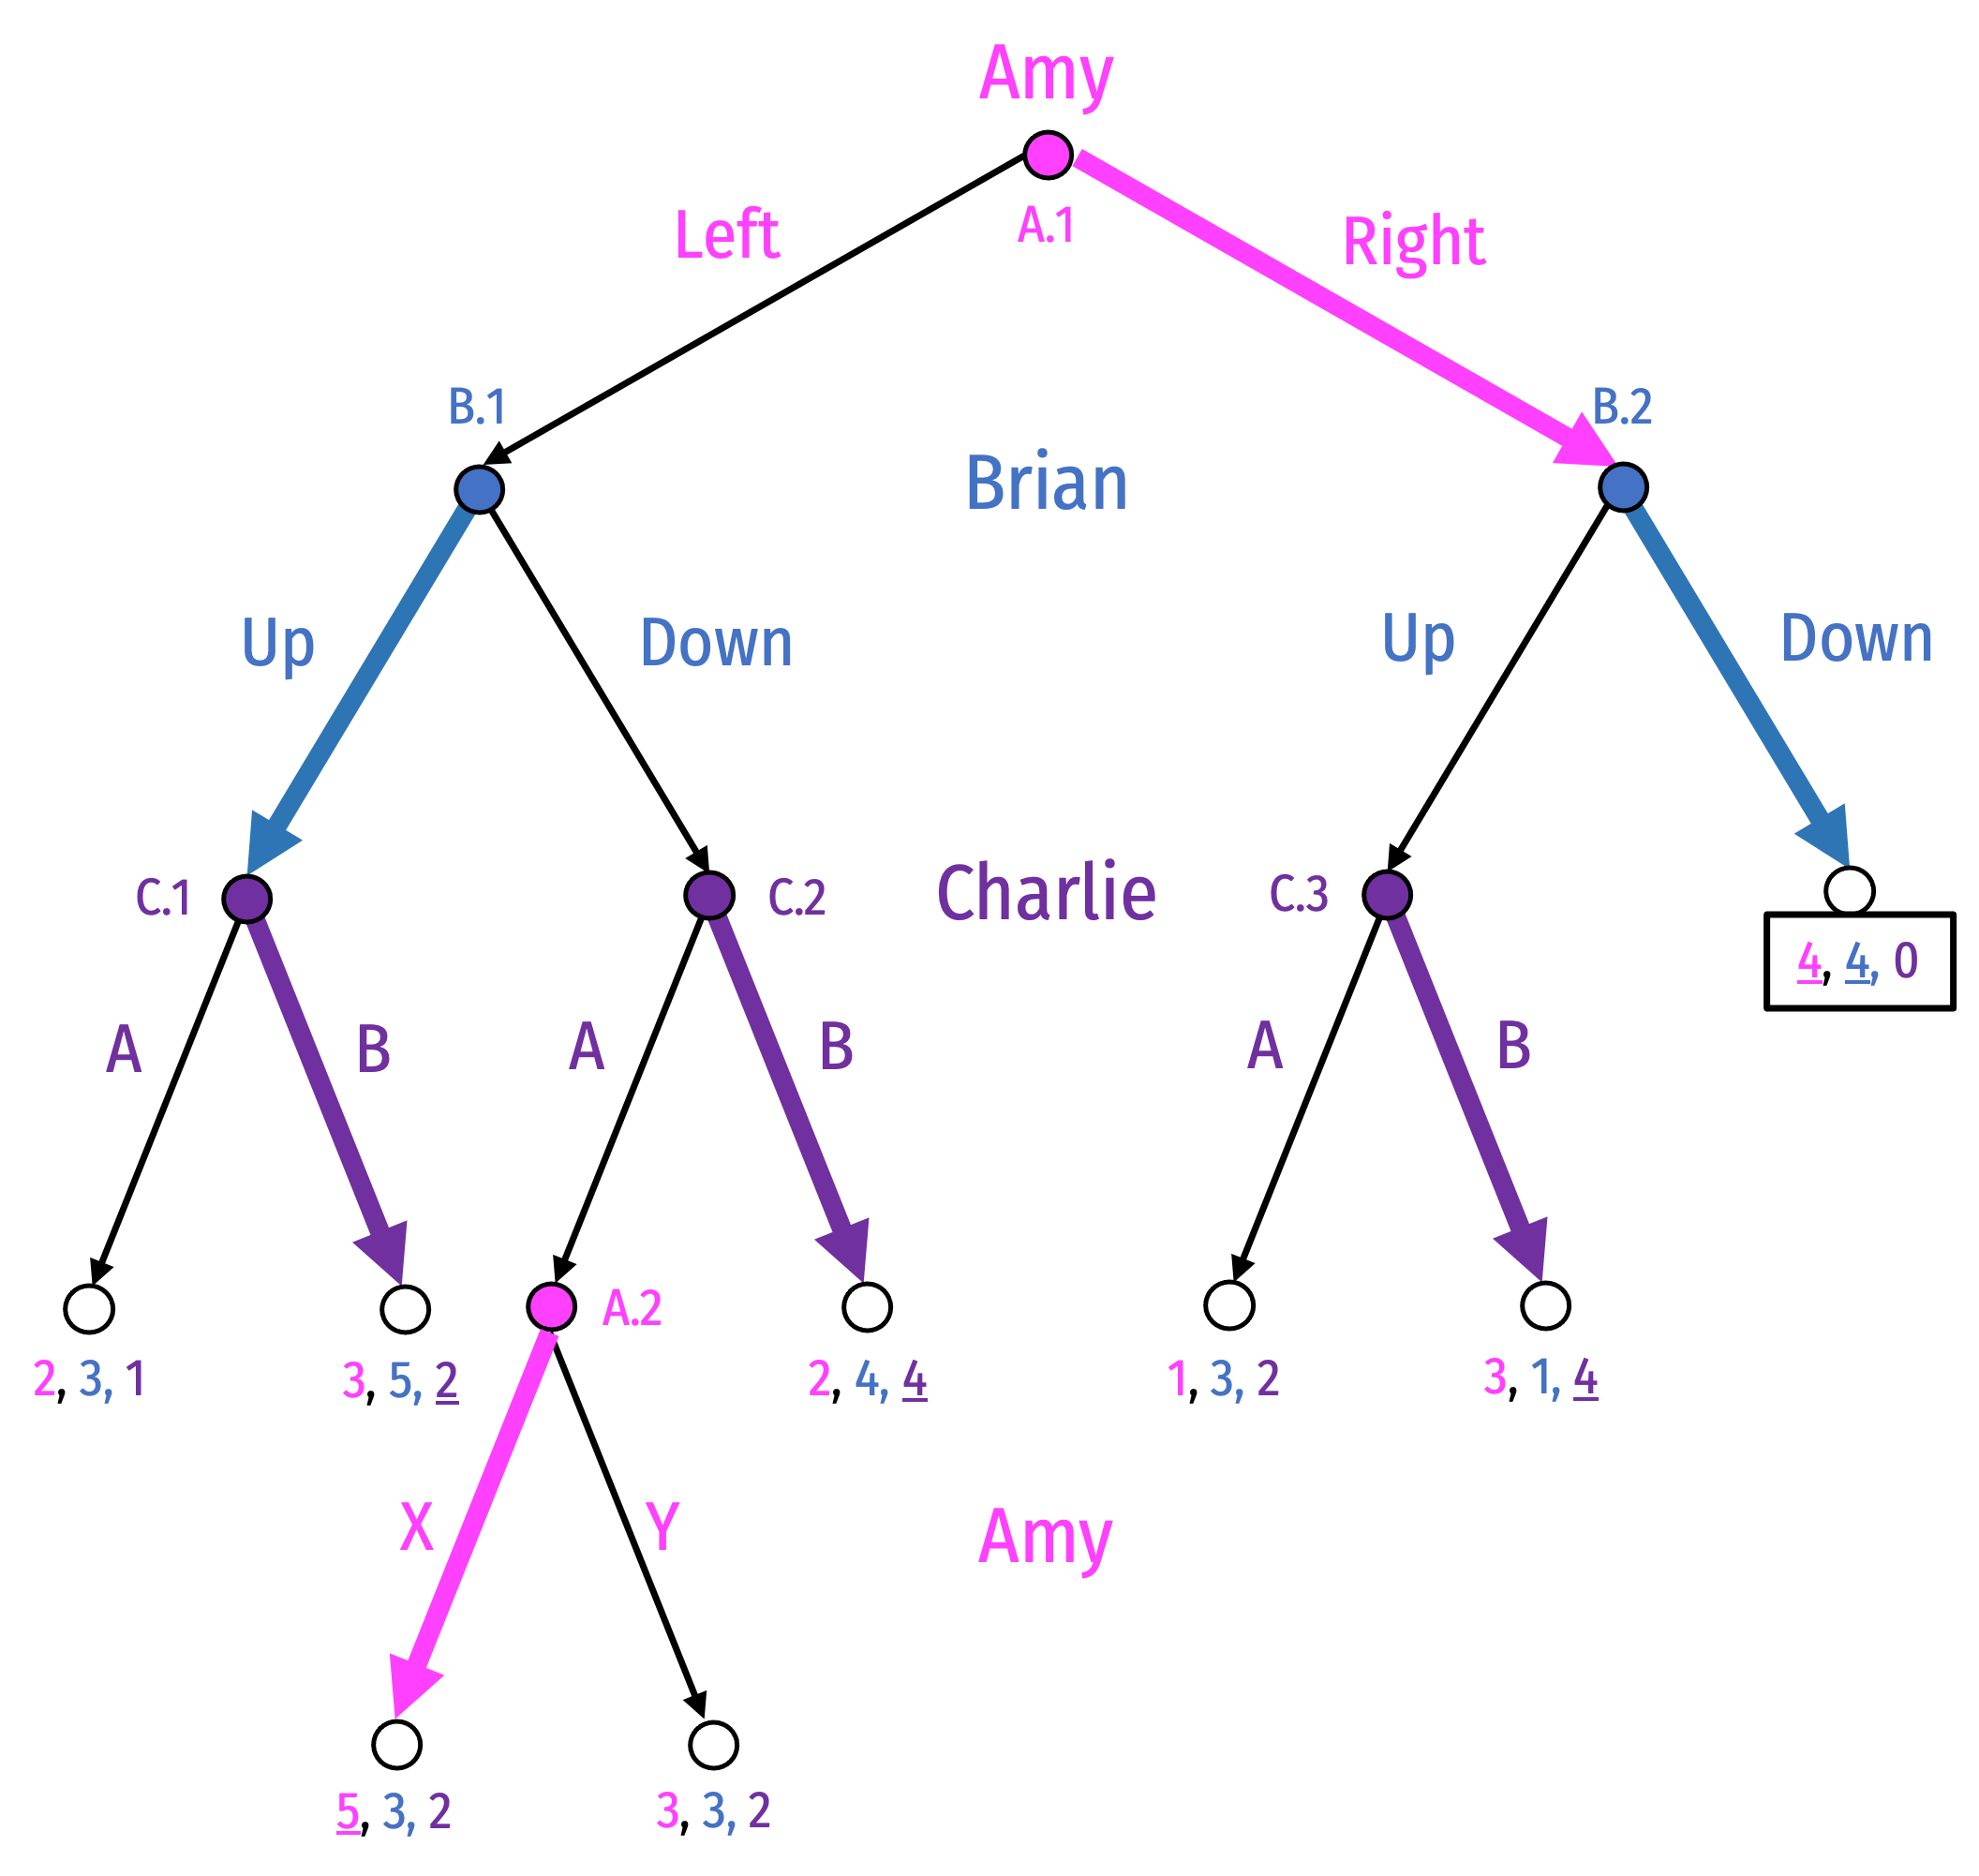 Amy
A.1
Left
Right
B.1
B.2
Brian
Up
Down
Up
Down
C.1
C.2
Charlie
C.3
4, 4, 0
A
B
A
B
A
B
A.2
2, 3, 1
3, 5, 2
2, 4, 4
1, 3, 2
3, 1, 4
X
Y
Amy
5, 3, 2
3, 3, 2